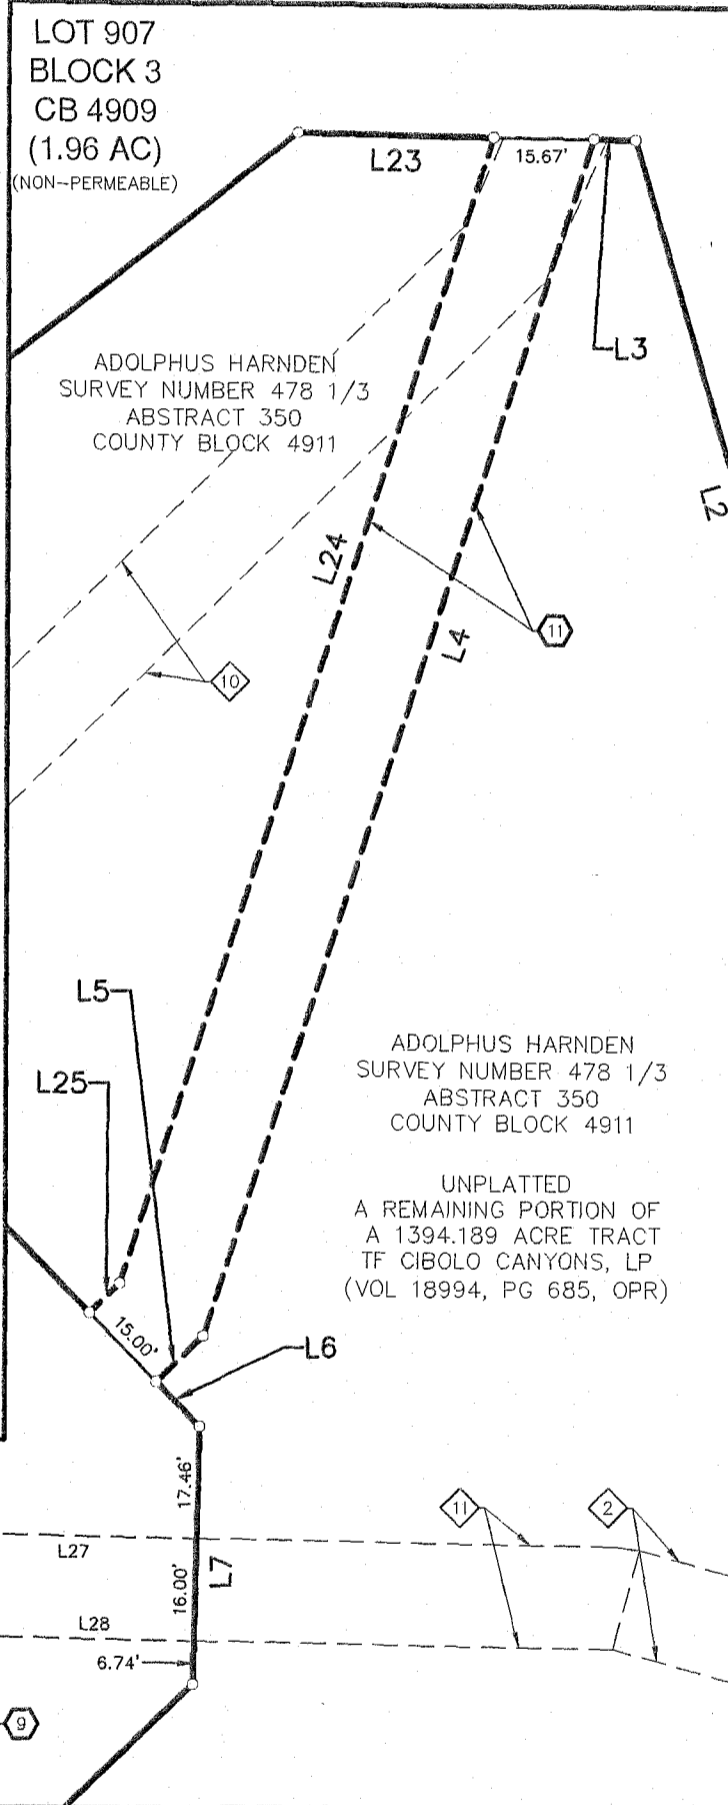 LOT 907
BLOCK 3
CB 4909
(1.96 AC)
(NON-PERMEABLE)
L23
15.67'
L3
ADOLPHUS HARNDEN
SURVEY NUMBER 478 1/3
ABSTRACT 350
COUNTY BLOCK 4911
L2
L24
L4
11
10
L5
L25
ADOLPHUS HARNDEN
SURVEY NUMBER 478 1/3
ABSTRACT 350
COUNTY BLOCK 4911
UNPLATTED
A REMAINING PORTION OF
A 1394.189 ACRE TRACT
TF CIBOLO CANYONS, LP
(VOL 18994, PG 685, OPR)
15.00'
L6
17.46'
11
2
L27
16.00'
L7
L28
6.74'
9